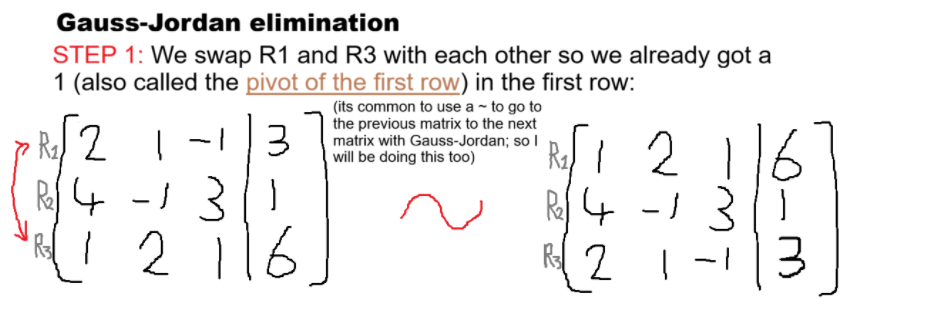 Gauss-Jordan elimination
STEP 1: We swap R1 and R3 with each other so we already got a
1 (also called the pivot of the first row) in the first row:
(its common to use a ~ to go to
the previous matrix to the next
matrix with Gauss-Jordan; so I
will be doing this too)
R1 2 1 -1 | 3
R2 4 -1 3 | 1
R3 1 2 1 | 6
~
R1 1 2 1 | 6
R2 4 -1 3 | 1
R3 2 1 -1 | 3